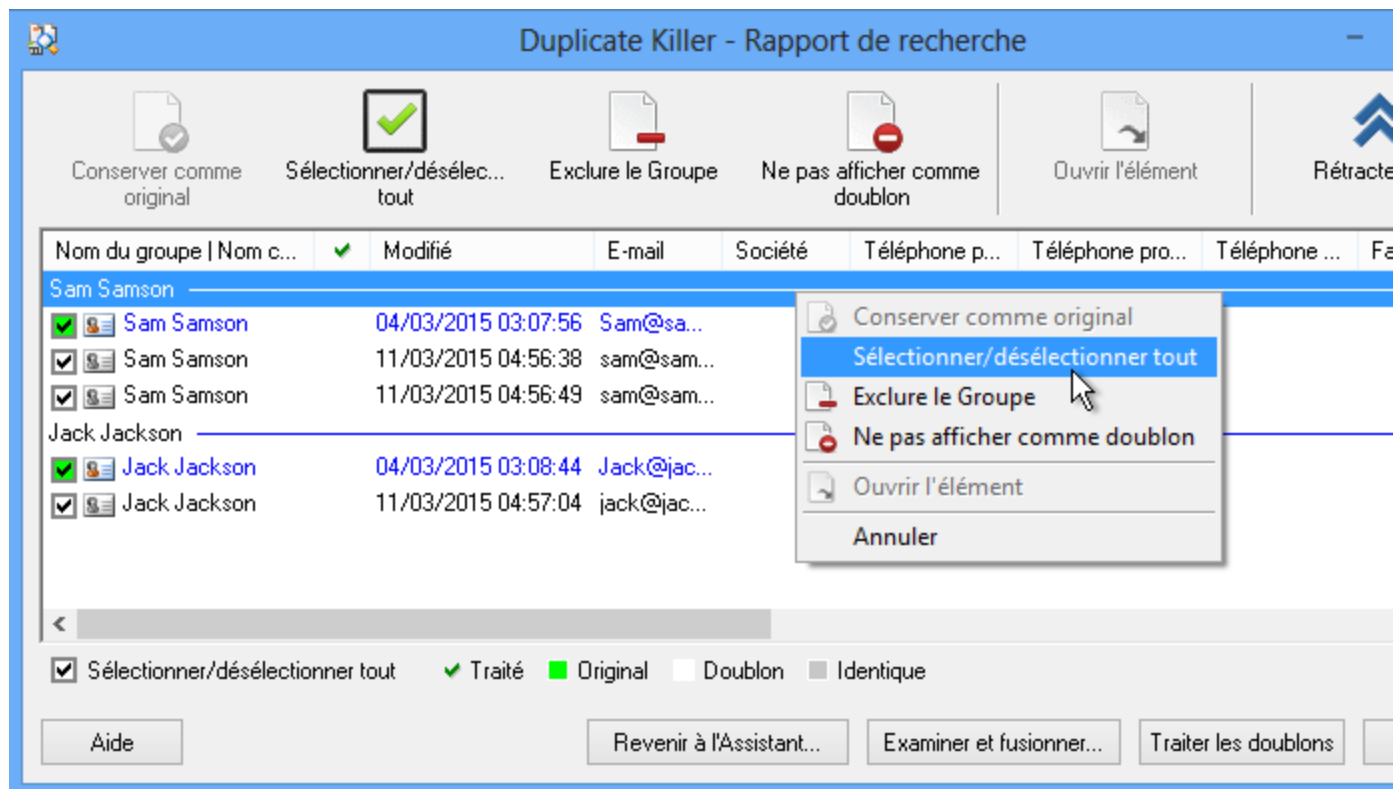 Duplicate Killer - Rapport de recherche
Conserver comme original
Sélectionner/désélec... tout
Exclure le Groupe
Ne pas afficher comme doublon
Ouvrir l'élément
Rétracte
Nom du groupe | Nom c... Modifié E-mail Société Téléphone p... Téléphone pro... Téléphone ... Fa
Sam Samson
Sam Samson 04/03/2015 03:07:56 Sam@sa...
Sam Samson 11/03/2015 04:56:38 sam@sam...
Sam Samson 11/03/2015 04:56:49 sam@sam...
Jack Jackson
Jack Jackson 04/03/2015 03:08:44 Jack@jac...
Jack Jackson 11/03/2015 04:57:04 jack@jac...
Conserver comme original
Sélectionner/désélectionner tout
Exclure le Groupe
Ne pas afficher comme doublon
Ouvrir l'élément
Annuler
Sélectionner/désélectionner tout Traité Original Doublon Identique
Aide Revenir à l'Assistant... Examiner et fusionner... Traiter les doublons